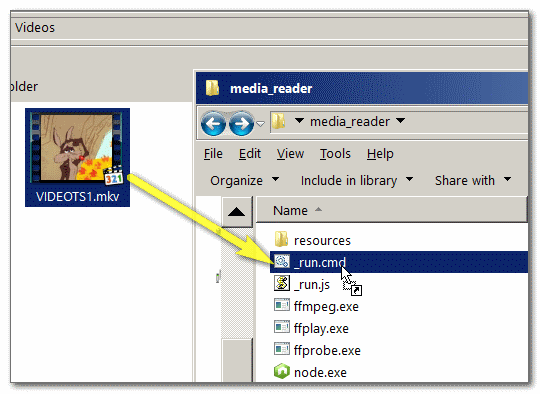 Videos
older
VIDEOTS1.mkv
321
media_reader
media_reader
File Edit View Tools Help
Organize Include in library Share with
Name
resources
_run.cmd
_run.js
ffmpeg.exe
ffplay.exe
ffprobe.exe
node.exe